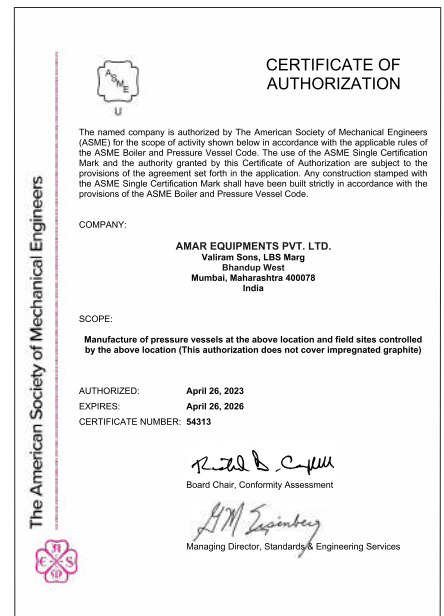 ASME
U
CERTIFICATE OF
AUTHORIZATION
The named company is authorized by The American Society of Mechanical Engineers
(ASME) for the scope of activity shown below in accordance with the applicable rules of
the ASME Boiler and Pressure Vessel Code. The use of the ASME Single Certification
Mark and the authority granted by this Certificate of Authorization are subject to the
provisions of the agreement set forth in the application. Any construction stamped with
the ASME Single Certification Mark shall have been built strictly in accordance with the
provisions of the ASME Boiler and Pressure Vessel Code.
COMPANY:
AMAR EQUIPMENTS PVT. LTD.
Valiram Sons, LBS Marg
Bhandup West
Mumbai, Maharashtra 400078
India
SCOPE:
Manufacture of pressure vessels at the above location and field sites controlled
by the above location (This authorization does not cover impregnated graphite)
AUTHORIZED: April 26, 2023
EXPIRES: April 26, 2026
CERTIFICATE NUMBER: 54313
Board Chair, Conformity Assessment
GM Eisenberg
Managing Director, Standards & Engineering Services
The American Society of Mechanical Engineers